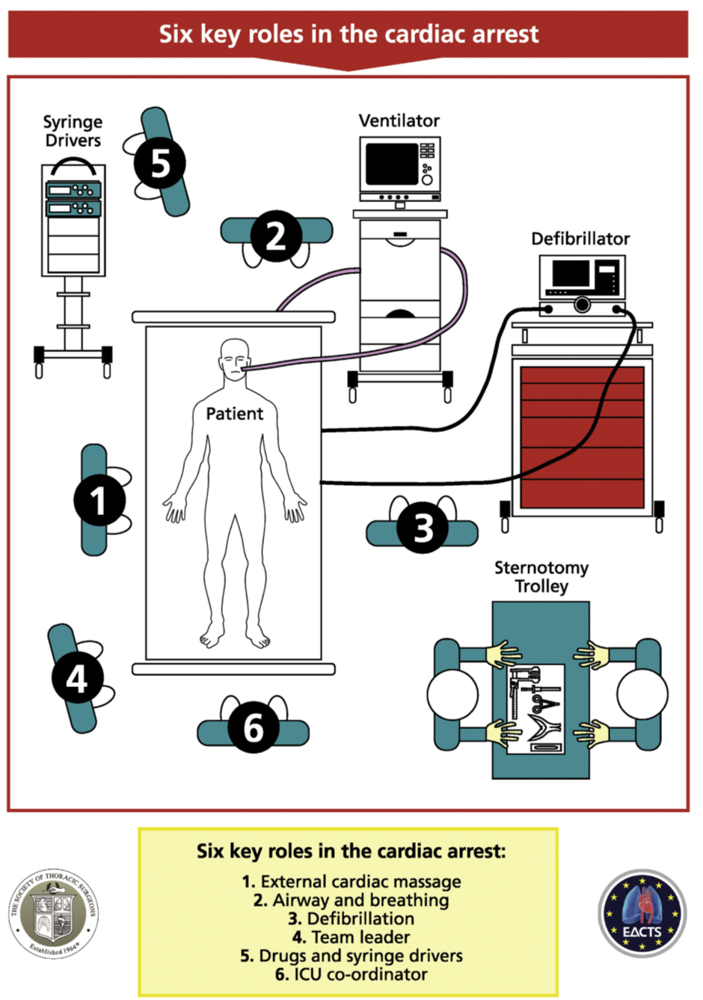 Six key roles in the cardiac arrest
Syringe
Drivers
5
Ventilator
2
Defibrillator
Patient
1
3
Sternotomy
Trolley
4
6
Six key roles in the cardiac arrest:
1. External cardiac massage
2. Airway and breathing
3. Defibrillation
4. Team leader
5. Drugs and syringe drivers
6. ICU co-ordinator
THE SOCIETY OF THORACIC SURGEONS
Established 1964
EACTS